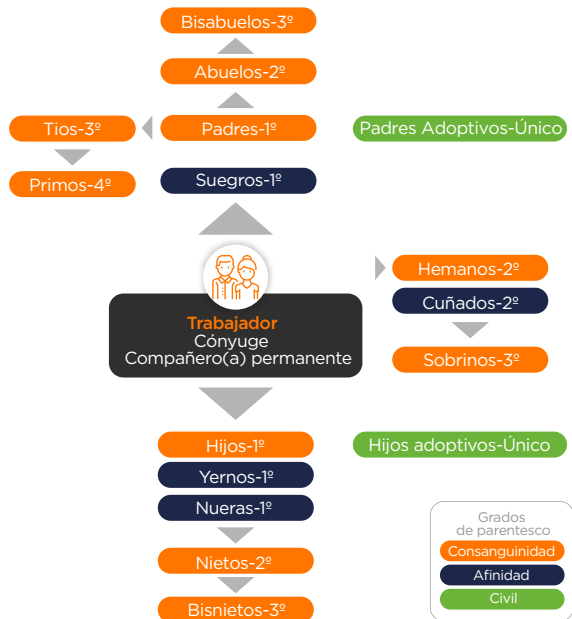 Bisabuelos-3º
Abuelos-2º
Tios-3º
Padres-1º
Padres Adoptivos-Único
Primos-4º
Suegros-1º
Hemanos-2º
Cuñados-2º
Sobrinos-3º
Trabajador
Cónyuge
Compañero(a) permanente
Hijos-1º
Hijos adoptivos-Único
Yernos-1º
Nueras-1º
Nietos-2º
Bisnietos-3º
Grados
de parentesco
Consanguinidad
Afinidad
Civil